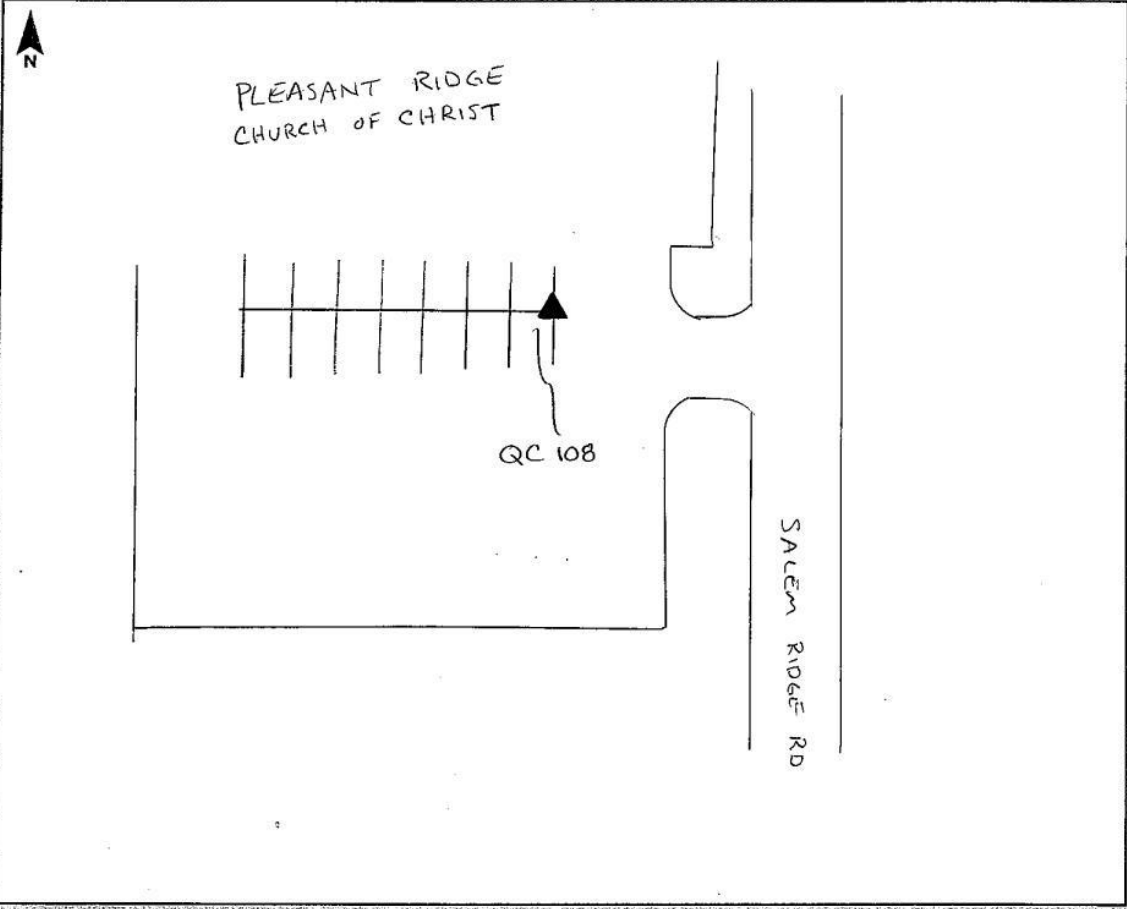 N
PLEASANT RIDGE
CHURCH OF CHRIST
QC 108
SALEM RIDGE RD